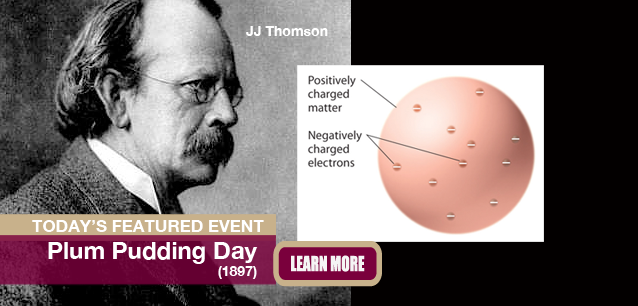 JJ Thomson
Positively
charged
matter
Negatively
charged
electrons
TODAY'S FEATURED EVENT
Plum Pudding Day
(1897)
LEARN MORE